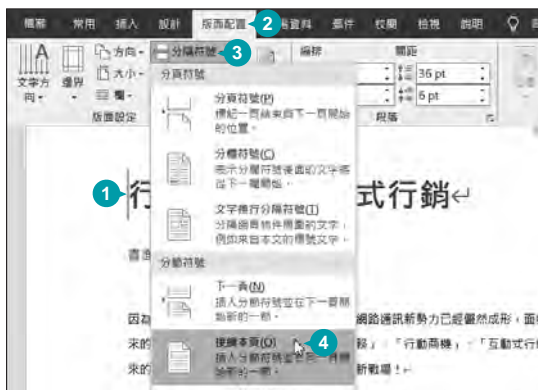 檔案 常用 插入 設計 版面配置 2 資料 郵件 校閱 檢視 說明
文字方向 邊界 方向 大小 欄
分隔符號 3 編排 間距
36 pt
6 pt
版面設定 段落
分頁符號
分頁符號(P)
標記一頁結束與下一頁開始
的位置。
分欄符號(C)
表示分欄符號後面的文字將
從下一欄開始。
文字換行分隔符號(T)
分隔網頁物件標圍的文字，
例如來自本文的標號文字。
分節符號
下一頁(N)
插入分節符號並在下一頁開
始新的一節。
接續本頁(O) 4
插入分節符號並在同一頁開
始新的一節。
1 行 式行銷↵
因為 網路通訊新勢力已經儼然成形，面
來的 」、「行動商機」、「互動式行
來的 新戰場！↵